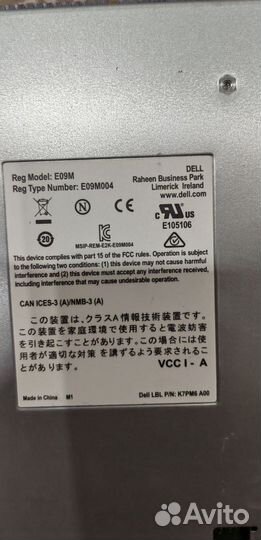 Reg Model: E09M
Reg Type Number: E09M004
DELL
Raheen Business Park
Limerick Ireland
www.dell.com
N
CE
c UL us
E105106
20
MSIP-REM-E2K-E09M004
This device complies with part 15 of the FCC rules. Operation is subject
to the following two conditions: (1) this device may not cause harmful
interference, and (2) this device must accept any interference
received, including interference that may cause undesirable operation.
CAN ICES-3 (A)/NMB-3 (A)
この装置は、クラスA情報技術装置です。この
装置を家庭環境で使用すると電波妨害
を引き起こすことがあります。この場合には使
用者が適切な対策を講ずるよう要求されるこ
とがあります。
VCCI-A
Made in China
M1
Dell LBL P/N: K7PM6 A00
Avito